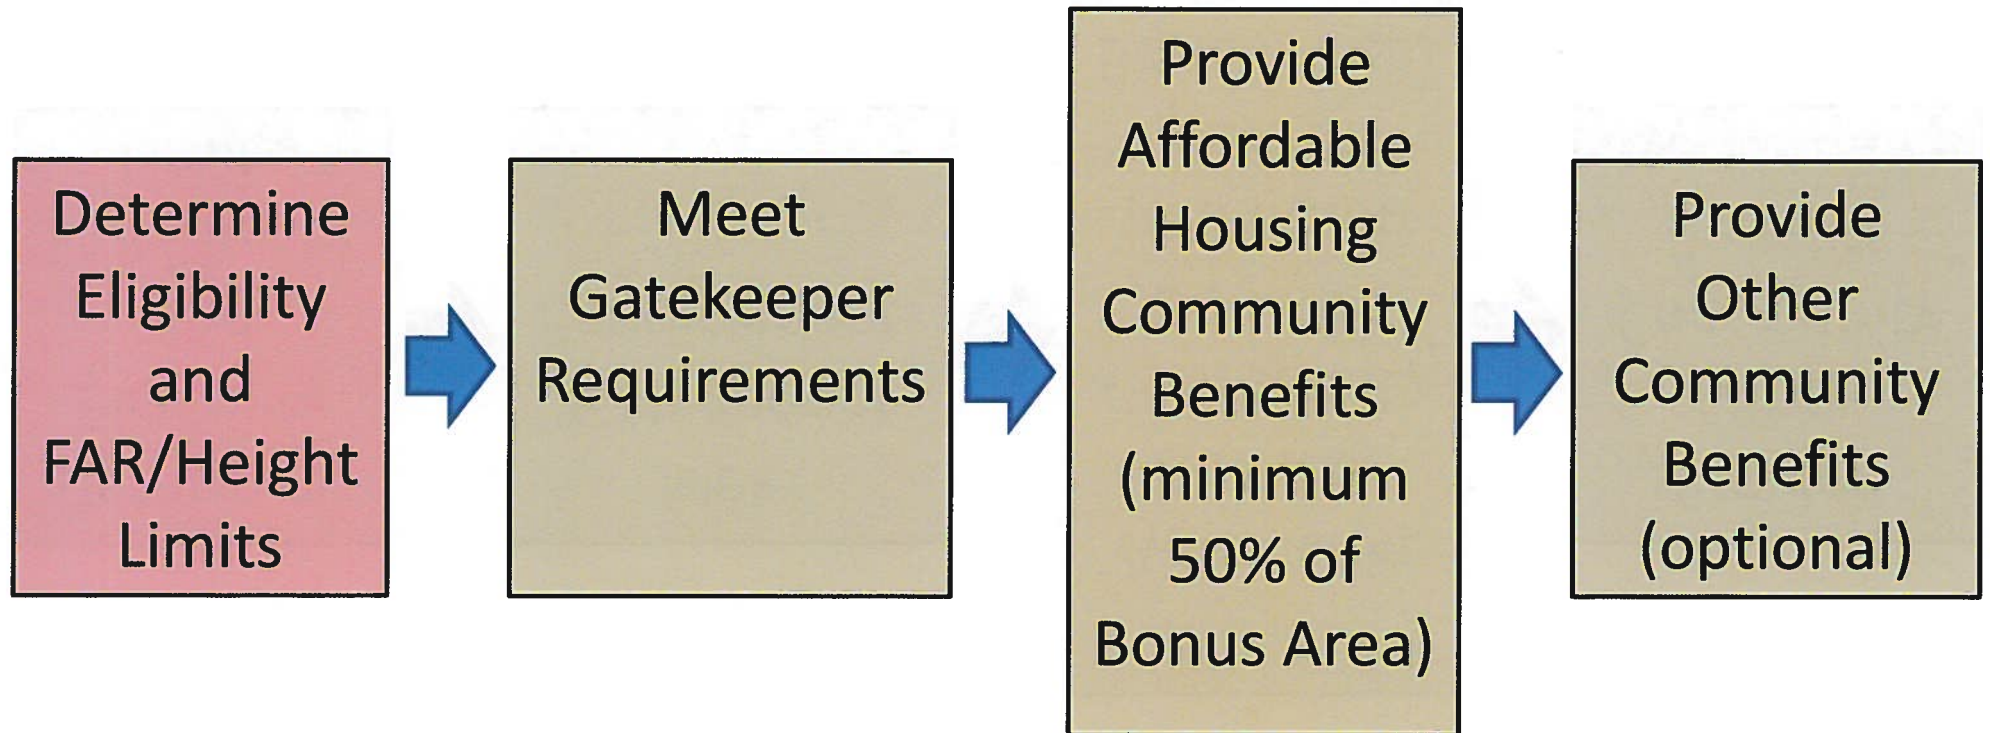 Determine
Eligibility
and
FAR/Height
Limits
Meet
Gatekeeper
Requirements
Provide
Affordable
Housing
Community
Benefits
(minimum
50% of
Bonus Area)
Provide
Other
Community
Benefits
(optional)